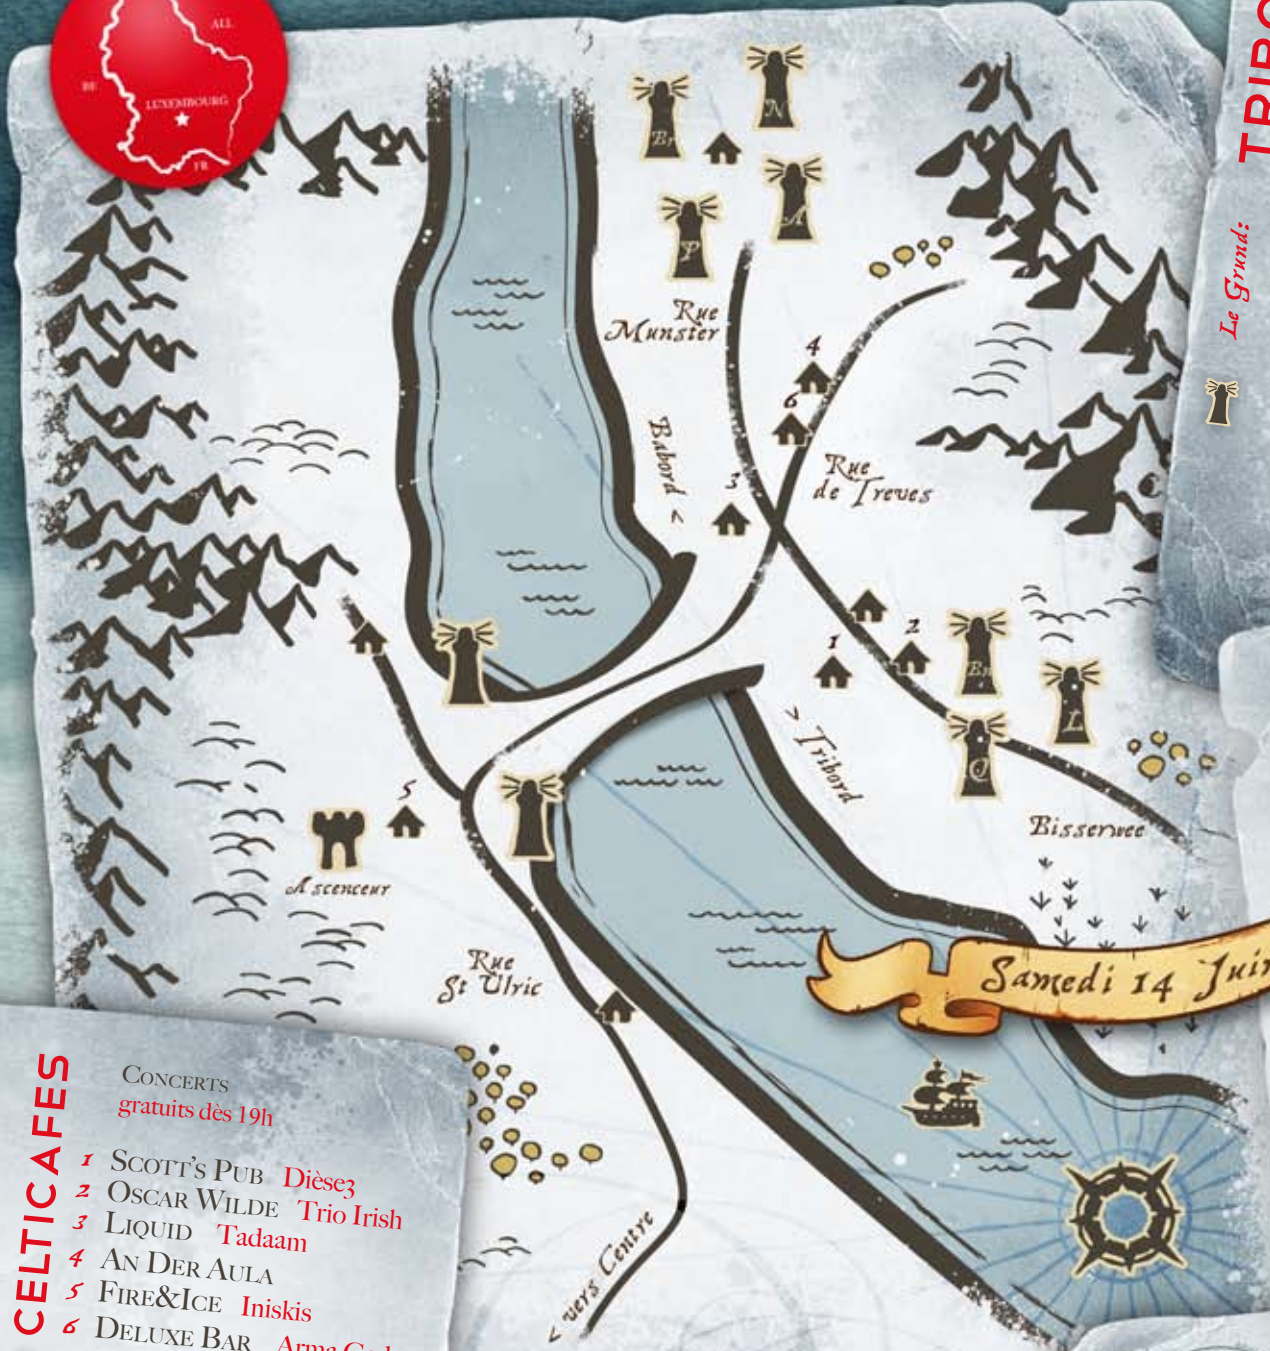 ALL
BE
LUXEMBOURG
FR
Br
N
A
P
Rue
Munster
4
6
Babord <
3
Rue
de Treves
1
2
En
L
> Tribord
Bisserwee
5
Ascenceur
Rue
St Ulric
Samedi 14 Juin
< vers Centre
Le Grund:
CELTICAFES
CONCERTS
gratuits dès 19h
1 SCOTT'S PUB Dièse3
2 OSCAR WILDE Trio Irish
3 LIQUID Tadaam
4 AN DER AULA
5 FIRE&ICE Iniskis
6 DELUXE BAR Arma